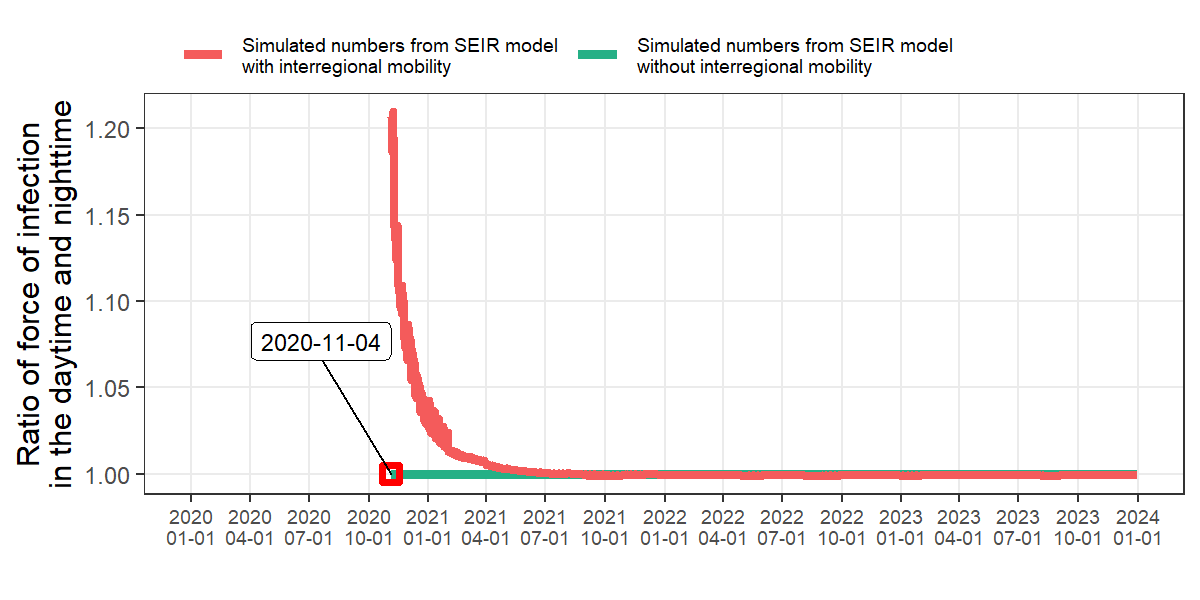 Simulated numbers from SEIR model
with interregional mobility
Simulated numbers from SEIR model
without interregional mobility
Ratio of force of infection
in the daytime and nighttime
1.20
1.15
1.10
1.05
1.00
2020-11-04
2020 2020 2020 2020 2021 2021 2021 2021 2022 2022 2022 2022 2023 2023 2023 2023 2024
01-01 04-01 07-01 10-01 01-01 04-01 07-01 10-01 01-01 04-01 07-01 10-01 01-01 04-01 07-01 10-01 01-01